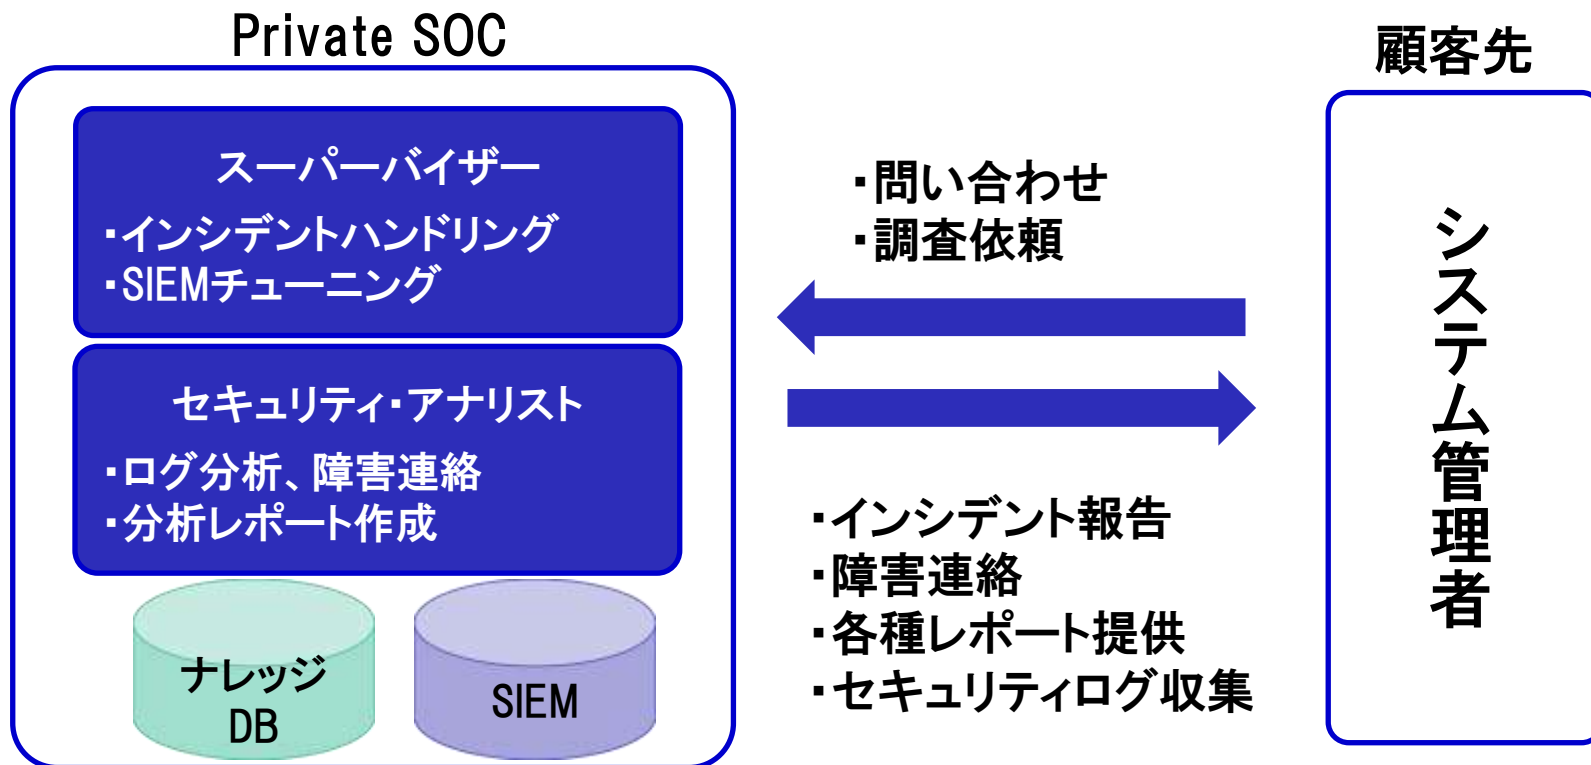 Private SOC
顧客先
スーパーバイザー
・インシデントハンドリング
・SIEMチューニング
セキュリティ・アナリスト
・ログ分析、障害連絡
・分析レポート作成
ナレッジ
DB
SIEM
・問い合わせ
・調査依頼
・インシデント報告
・障害連絡
・各種レポート提供
・セキュリティログ収集
システム管理者